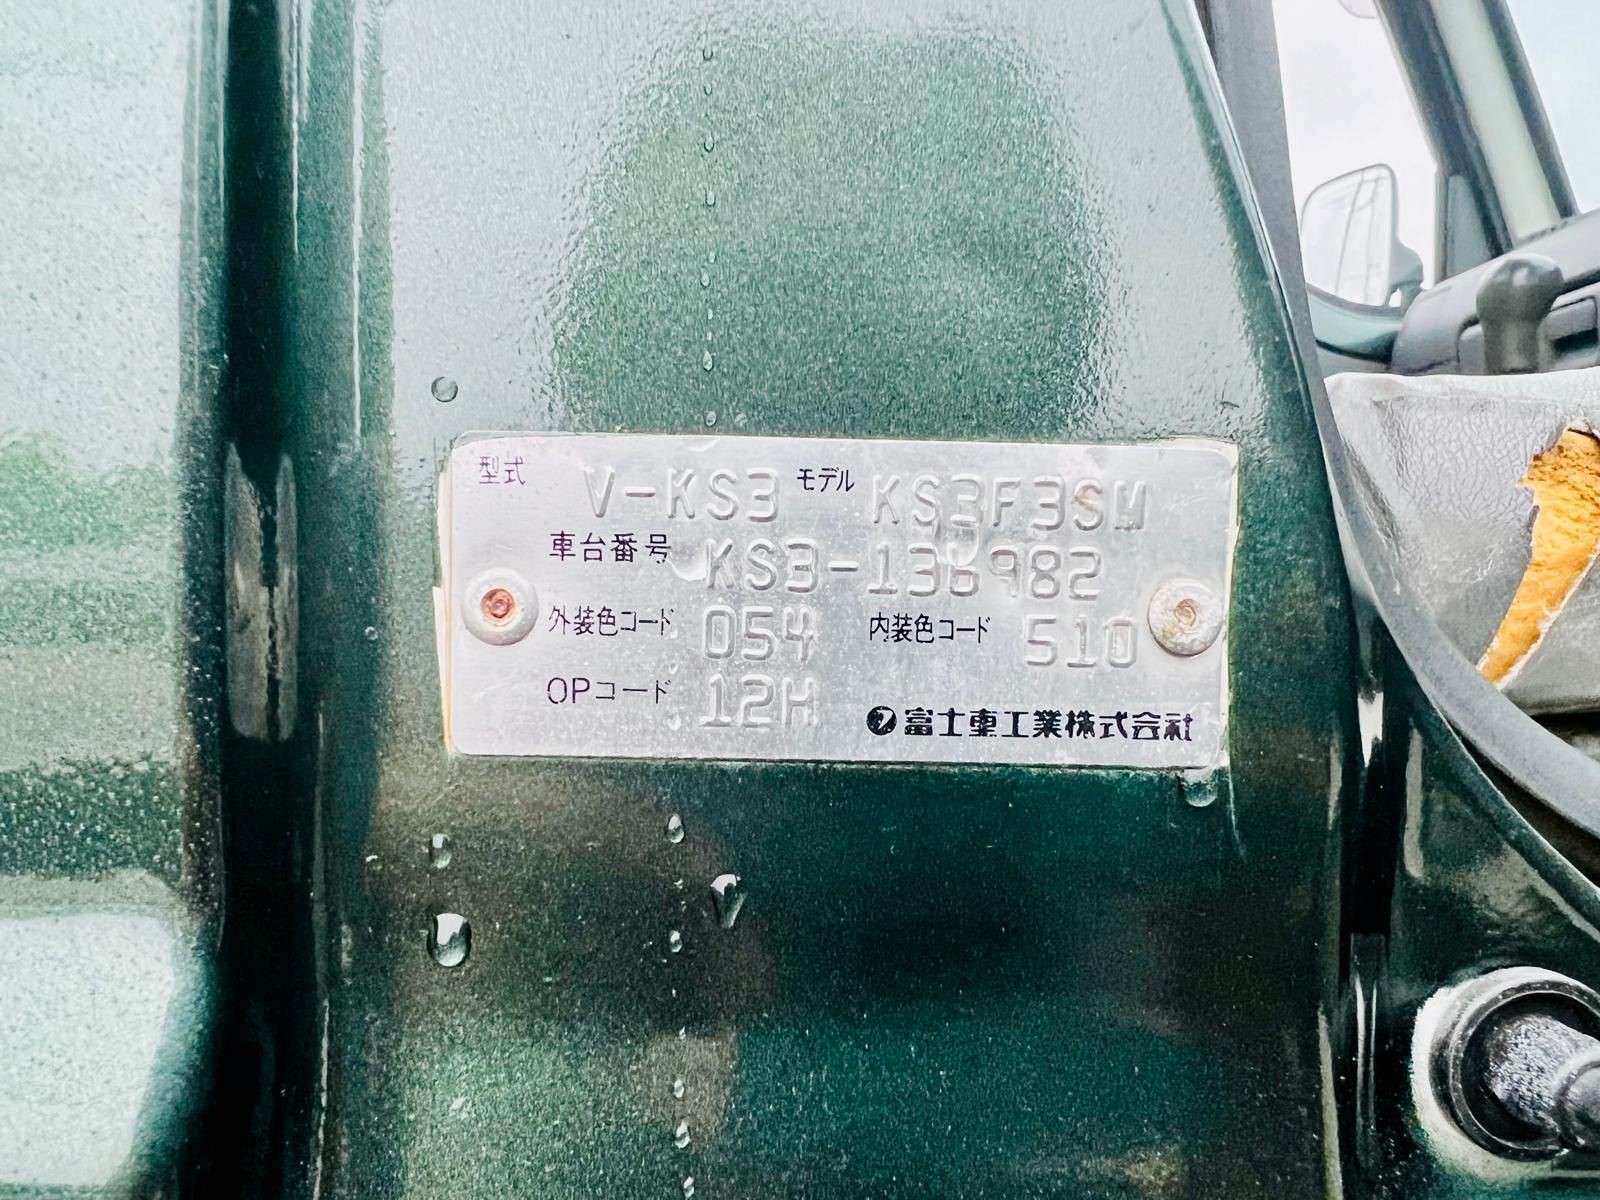 型式 V-KS3 モデル KS3F3SM
車台番号 KS3-136982
外装色コード 054 内装色コード 510
OPコード 12H
富士重工業株式会社